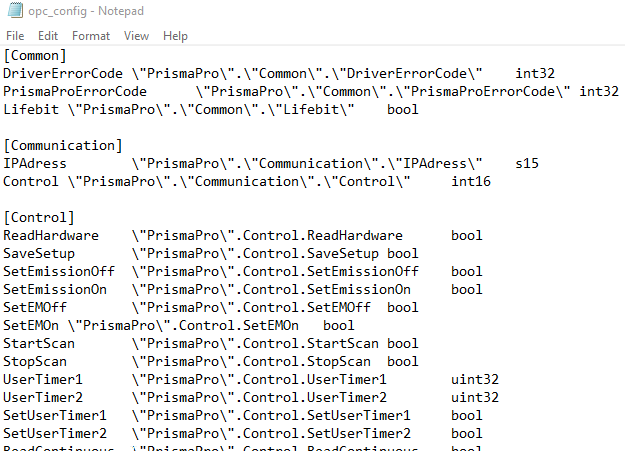 opc_config - Notepad
File Edit Format View Help
[Common]
DriverErrorCode \"PrismaPro\".\"Common\".\"DriverErrorCode\" int32
PrismaProErrorCode \"PrismaPro\".\"Common\".\"PrismaProErrorCode\" int32
Lifebit \"PrismaPro\".\"Common\".\"Lifebit\" bool

[Communication]
IPAdress \"PrismaPro\".\"Communication\".\"IPAdress\" s15
Control \"PrismaPro\".\"Communication\".\"Control\" int16

[Control]
ReadHardware \"PrismaPro\".Control.ReadHardware bool
SaveSetup \"PrismaPro\".Control.SaveSetup bool
SetEmissionOff \"PrismaPro\".Control.SetEmissionOff bool
SetEmissionOn \"PrismaPro\".Control.SetEmissionOn bool
SetEMOff \"PrismaPro\".Control.SetEMOff bool
SetEMOn \"PrismaPro\".Control.SetEMOn bool
StartScan \"PrismaPro\".Control.StartScan bool
StopScan \"PrismaPro\".Control.StopScan bool
UserTimer1 \"PrismaPro\".Control.UserTimer1 uint32
UserTimer2 \"PrismaPro\".Control.UserTimer2 uint32
SetUserTimer1 \"PrismaPro\".Control.SetUserTimer1 bool
SetUserTimer2 \"PrismaPro\".Control.SetUserTimer2 bool
ReadContinuous \"PrismaPro\".Control.ReadContinuous bool